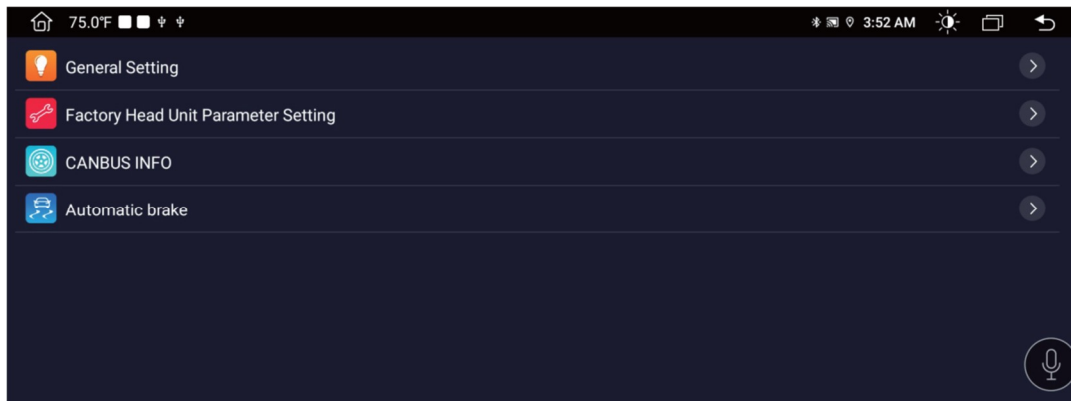 75.0°F 3:52 AM
General Setting
Factory Head Unit Parameter Setting
CANBUS INFO
Automatic brake